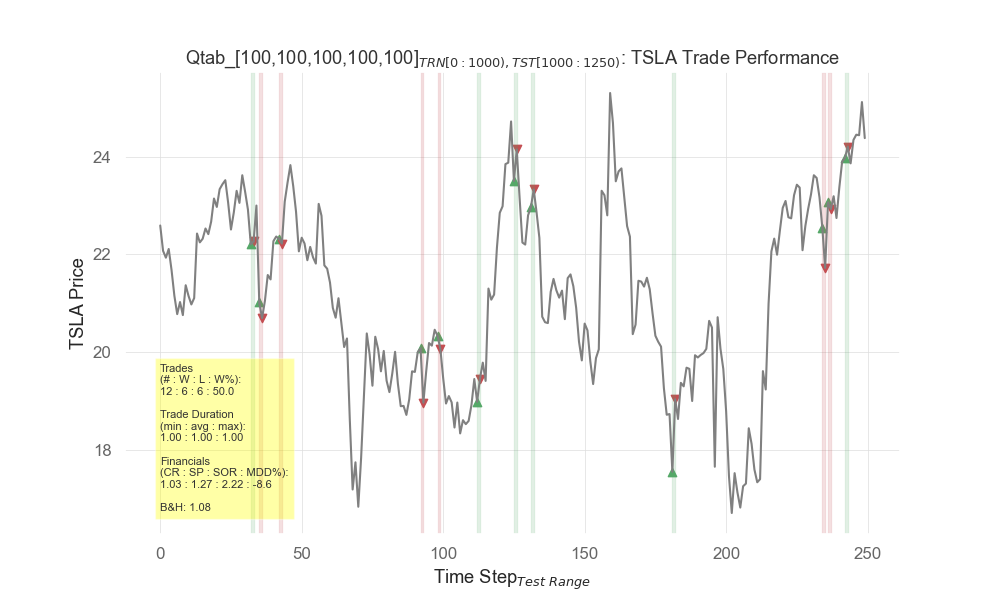 Qtab_[100,100,100,100,100]TRN[0 : 1000), TST[1000 : 1250): TSLA Trade Performance
TSLA Price
24
22
20
18
Trades
(# : W : L : W%):
12 : 6 : 6 : 50.0
Trade Duration
(min : avg : max):
1.00 : 1.00 : 1.00
Financials
(CR : SP : SOR : MDD%):
1.03 : 1.27 : 2.22 : -8.6
B&H: 1.08
0 50 100 150 200 250
Time StepTest Range